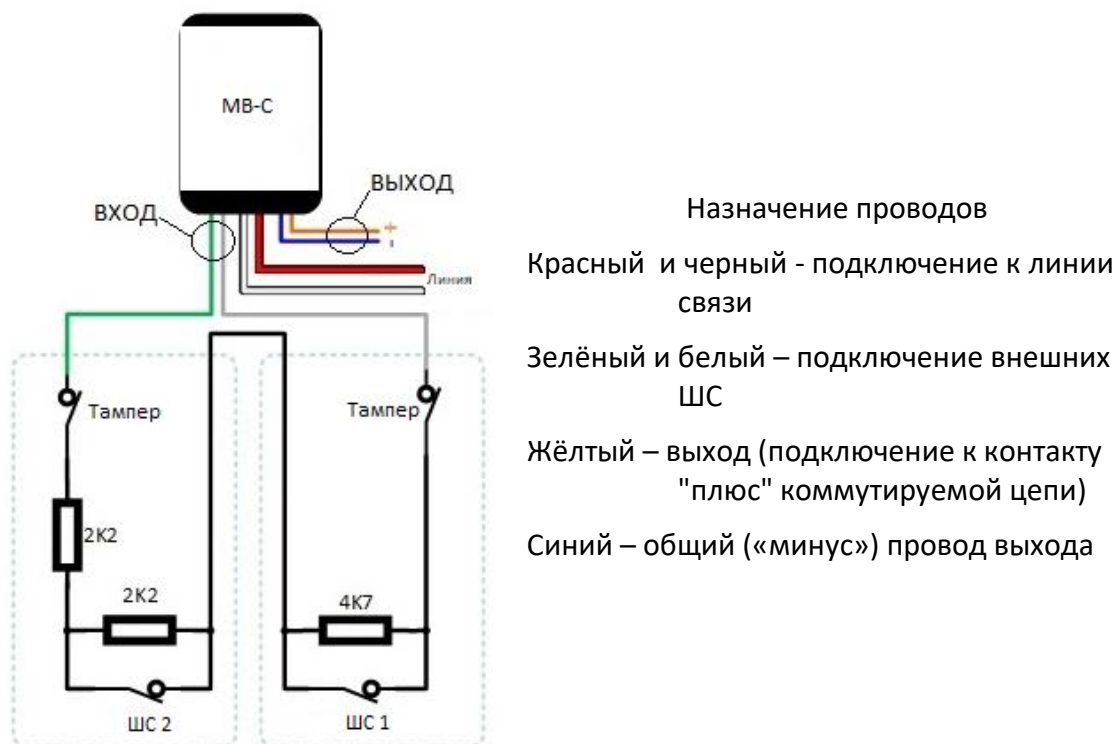 МВ-С
ВЫХОД
ВХОД
+
-
Линия
Тампер
Тампер
2К2
2К2
4К7
ШС 2
ШС 1
Назначение проводов
Красный и черный - подключение к линии
связи
Зелёный и белый – подключение внешних
ШС
Жёлтый – выход (подключение к контакту
"плюс" коммутируемой цепи)
Синий – общий («минус») провод выхода